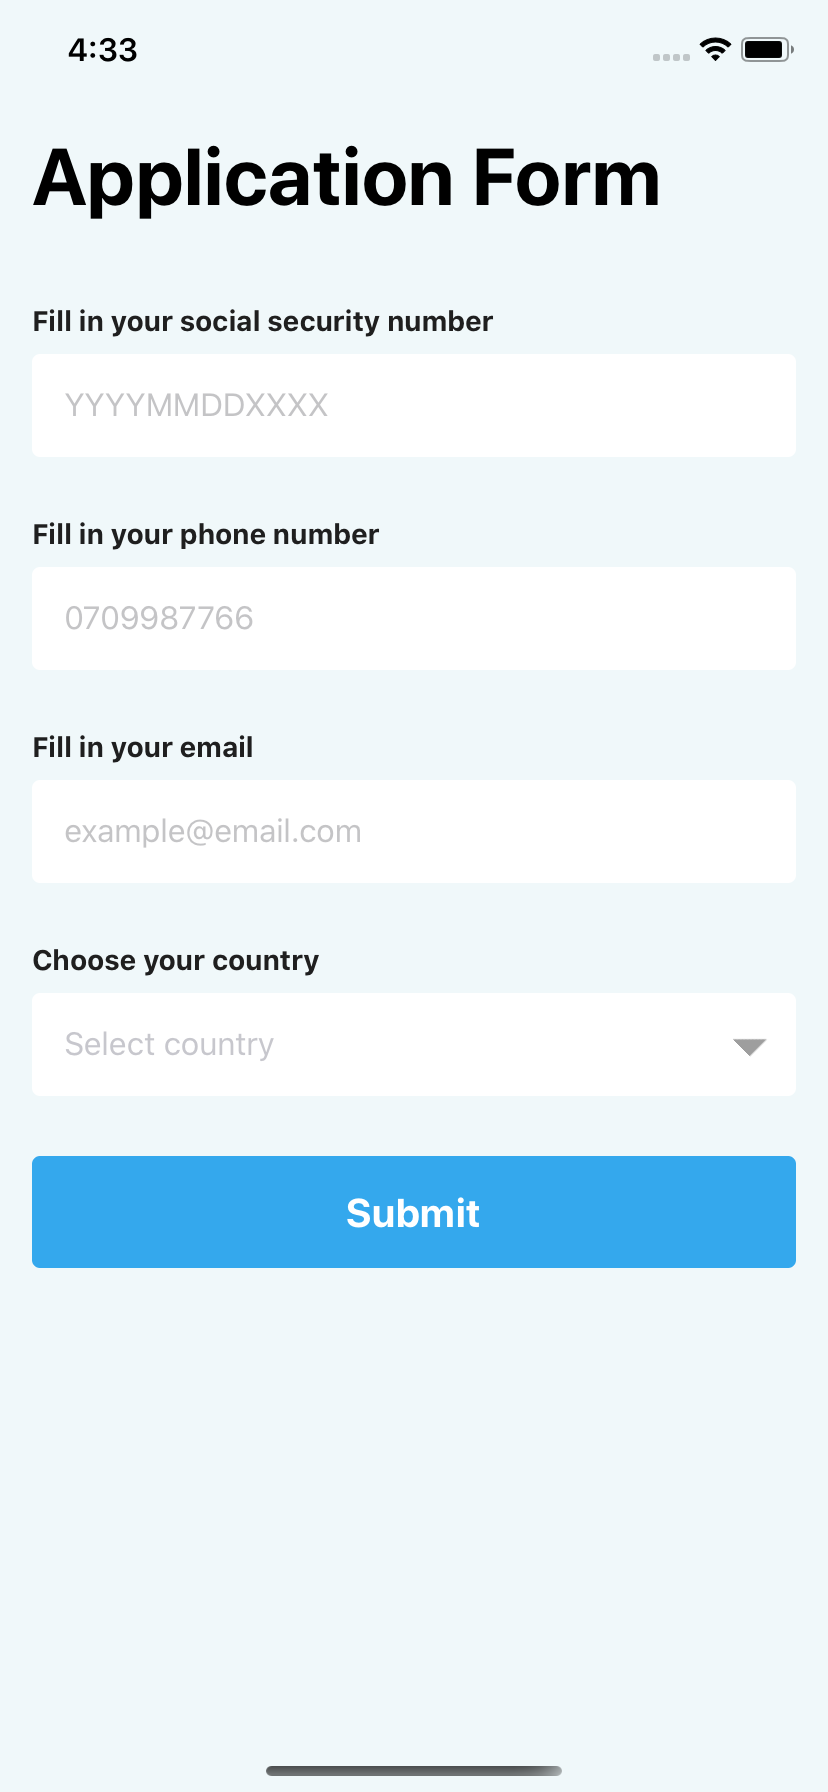 4:33
Application Form
Fill in your social security number
YYYYMMDDXXXX
Fill in your phone number
0709987766
Fill in your email
example@email.com
Choose your country
Select country
Submit